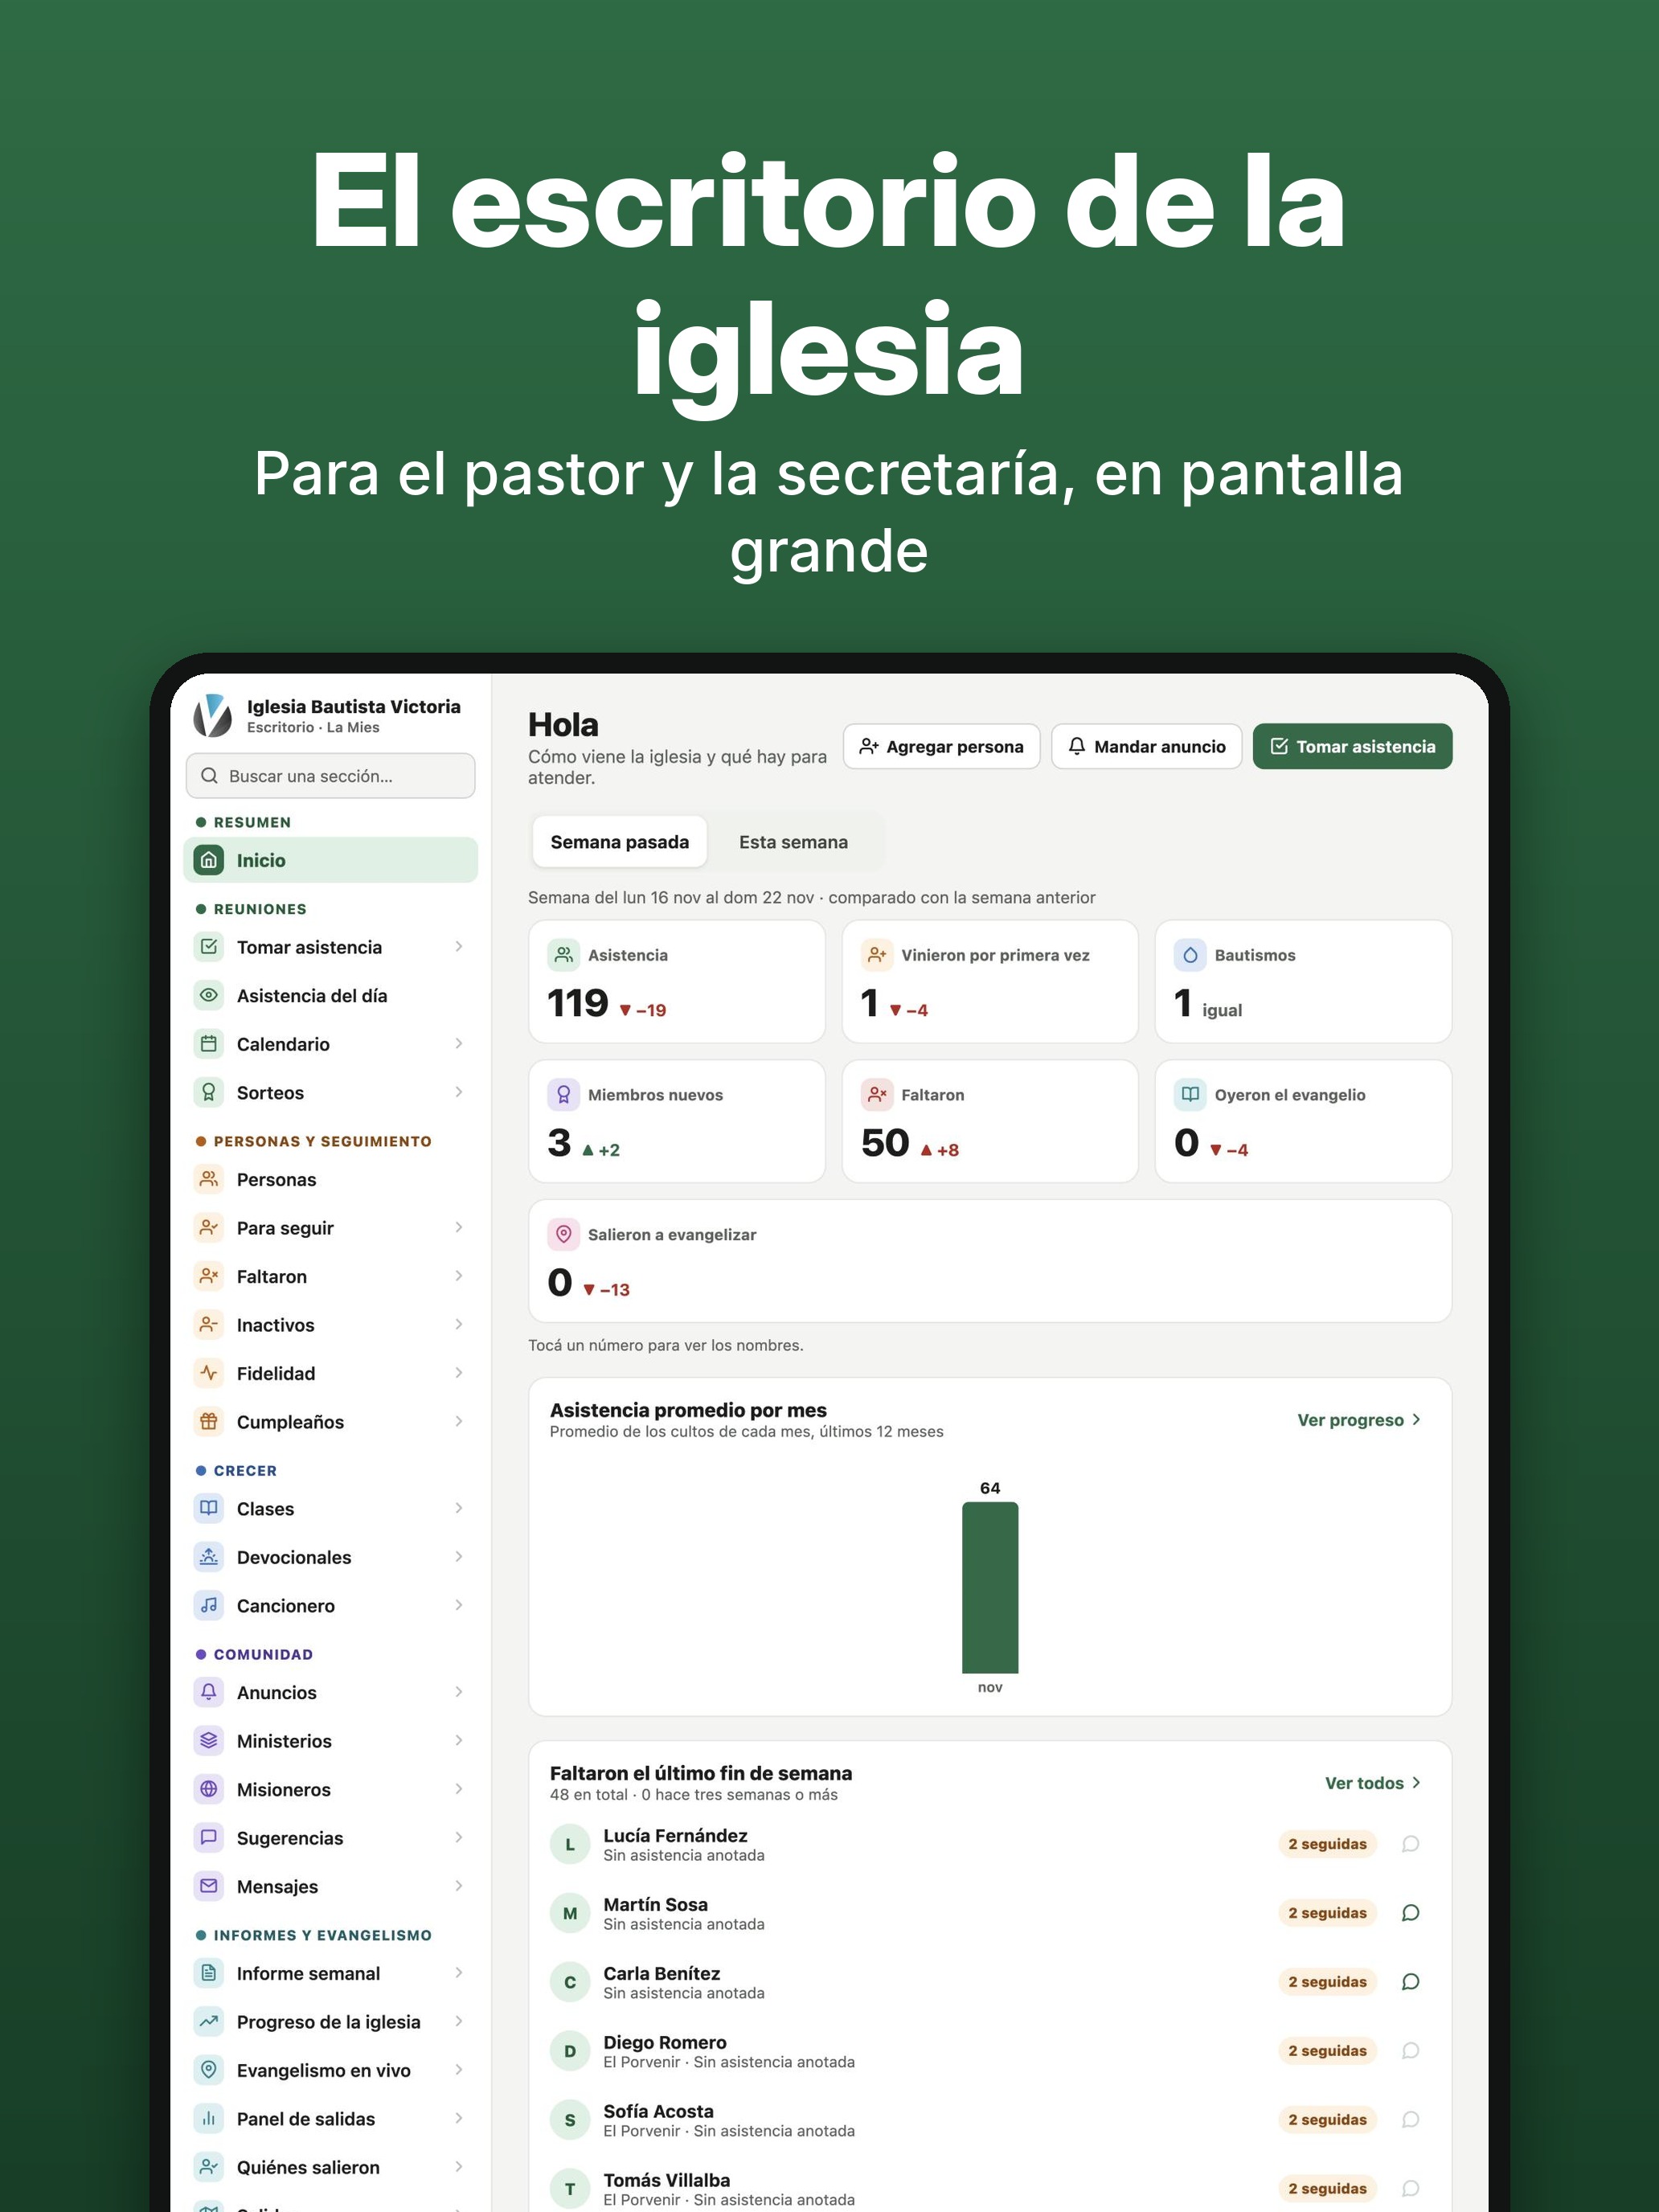 El escritorio de la
iglesia
Para el pastor y la secretaría, en pantalla
grande
Iglesia Bautista Victoria
Escritorio · La Mies
Buscar una sección...
RESUMEN
Inicio
REUNIONES
Tomar asistencia
Asistencia del día
Calendario
Sorteos
PERSONAS Y SEGUIMIENTO
Personas
Para seguir
Faltaron
Inactivos
Fidelidad
Cumpleaños
CRECER
Clases
Devocionales
Cancionero
COMUNIDAD
Anuncios
Ministerios
Misioneros
Sugerencias
Mensajes
INFORMES Y EVANGELISMO
Informe semanal
Progreso de la iglesia
Evangelismo en vivo
Panel de salidas
Quiénes salieron
Hola
Cómo viene la iglesia y qué hay para
atender.
Agregar persona
Mandar anuncio
Tomar asistencia
Semana pasada
Esta semana
Semana del lun 16 nov al dom 22 nov · comparado con la semana anterior
Asistencia
119 ▼ −19
Vinieron por primera vez
1 ▼ −4
Bautismos
1 igual
Miembros nuevos
3 ▲ +2
Faltaron
50 ▲ +8
Oyeron el evangelio
0 ▼ −4
Salieron a evangelizar
0 ▼ −13
Tocá un número para ver los nombres.
Asistencia promedio por mes
Promedio de los cultos de cada mes, últimos 12 meses
Ver progreso
64
nov
Faltaron el último fin de semana
48 en total · 0 hace tres semanas o más
Ver todos
L
Lucía Fernández
Sin asistencia anotada
2 seguidas
M
Martín Sosa
Sin asistencia anotada
2 seguidas
C
Carla Benítez
Sin asistencia anotada
2 seguidas
D
Diego Romero
El Porvenir · Sin asistencia anotada
2 seguidas
S
Sofía Acosta
El Porvenir · Sin asistencia anotada
2 seguidas
T
Tomás Villalba
El Porvenir · Sin asistencia anotada
2 seguidas